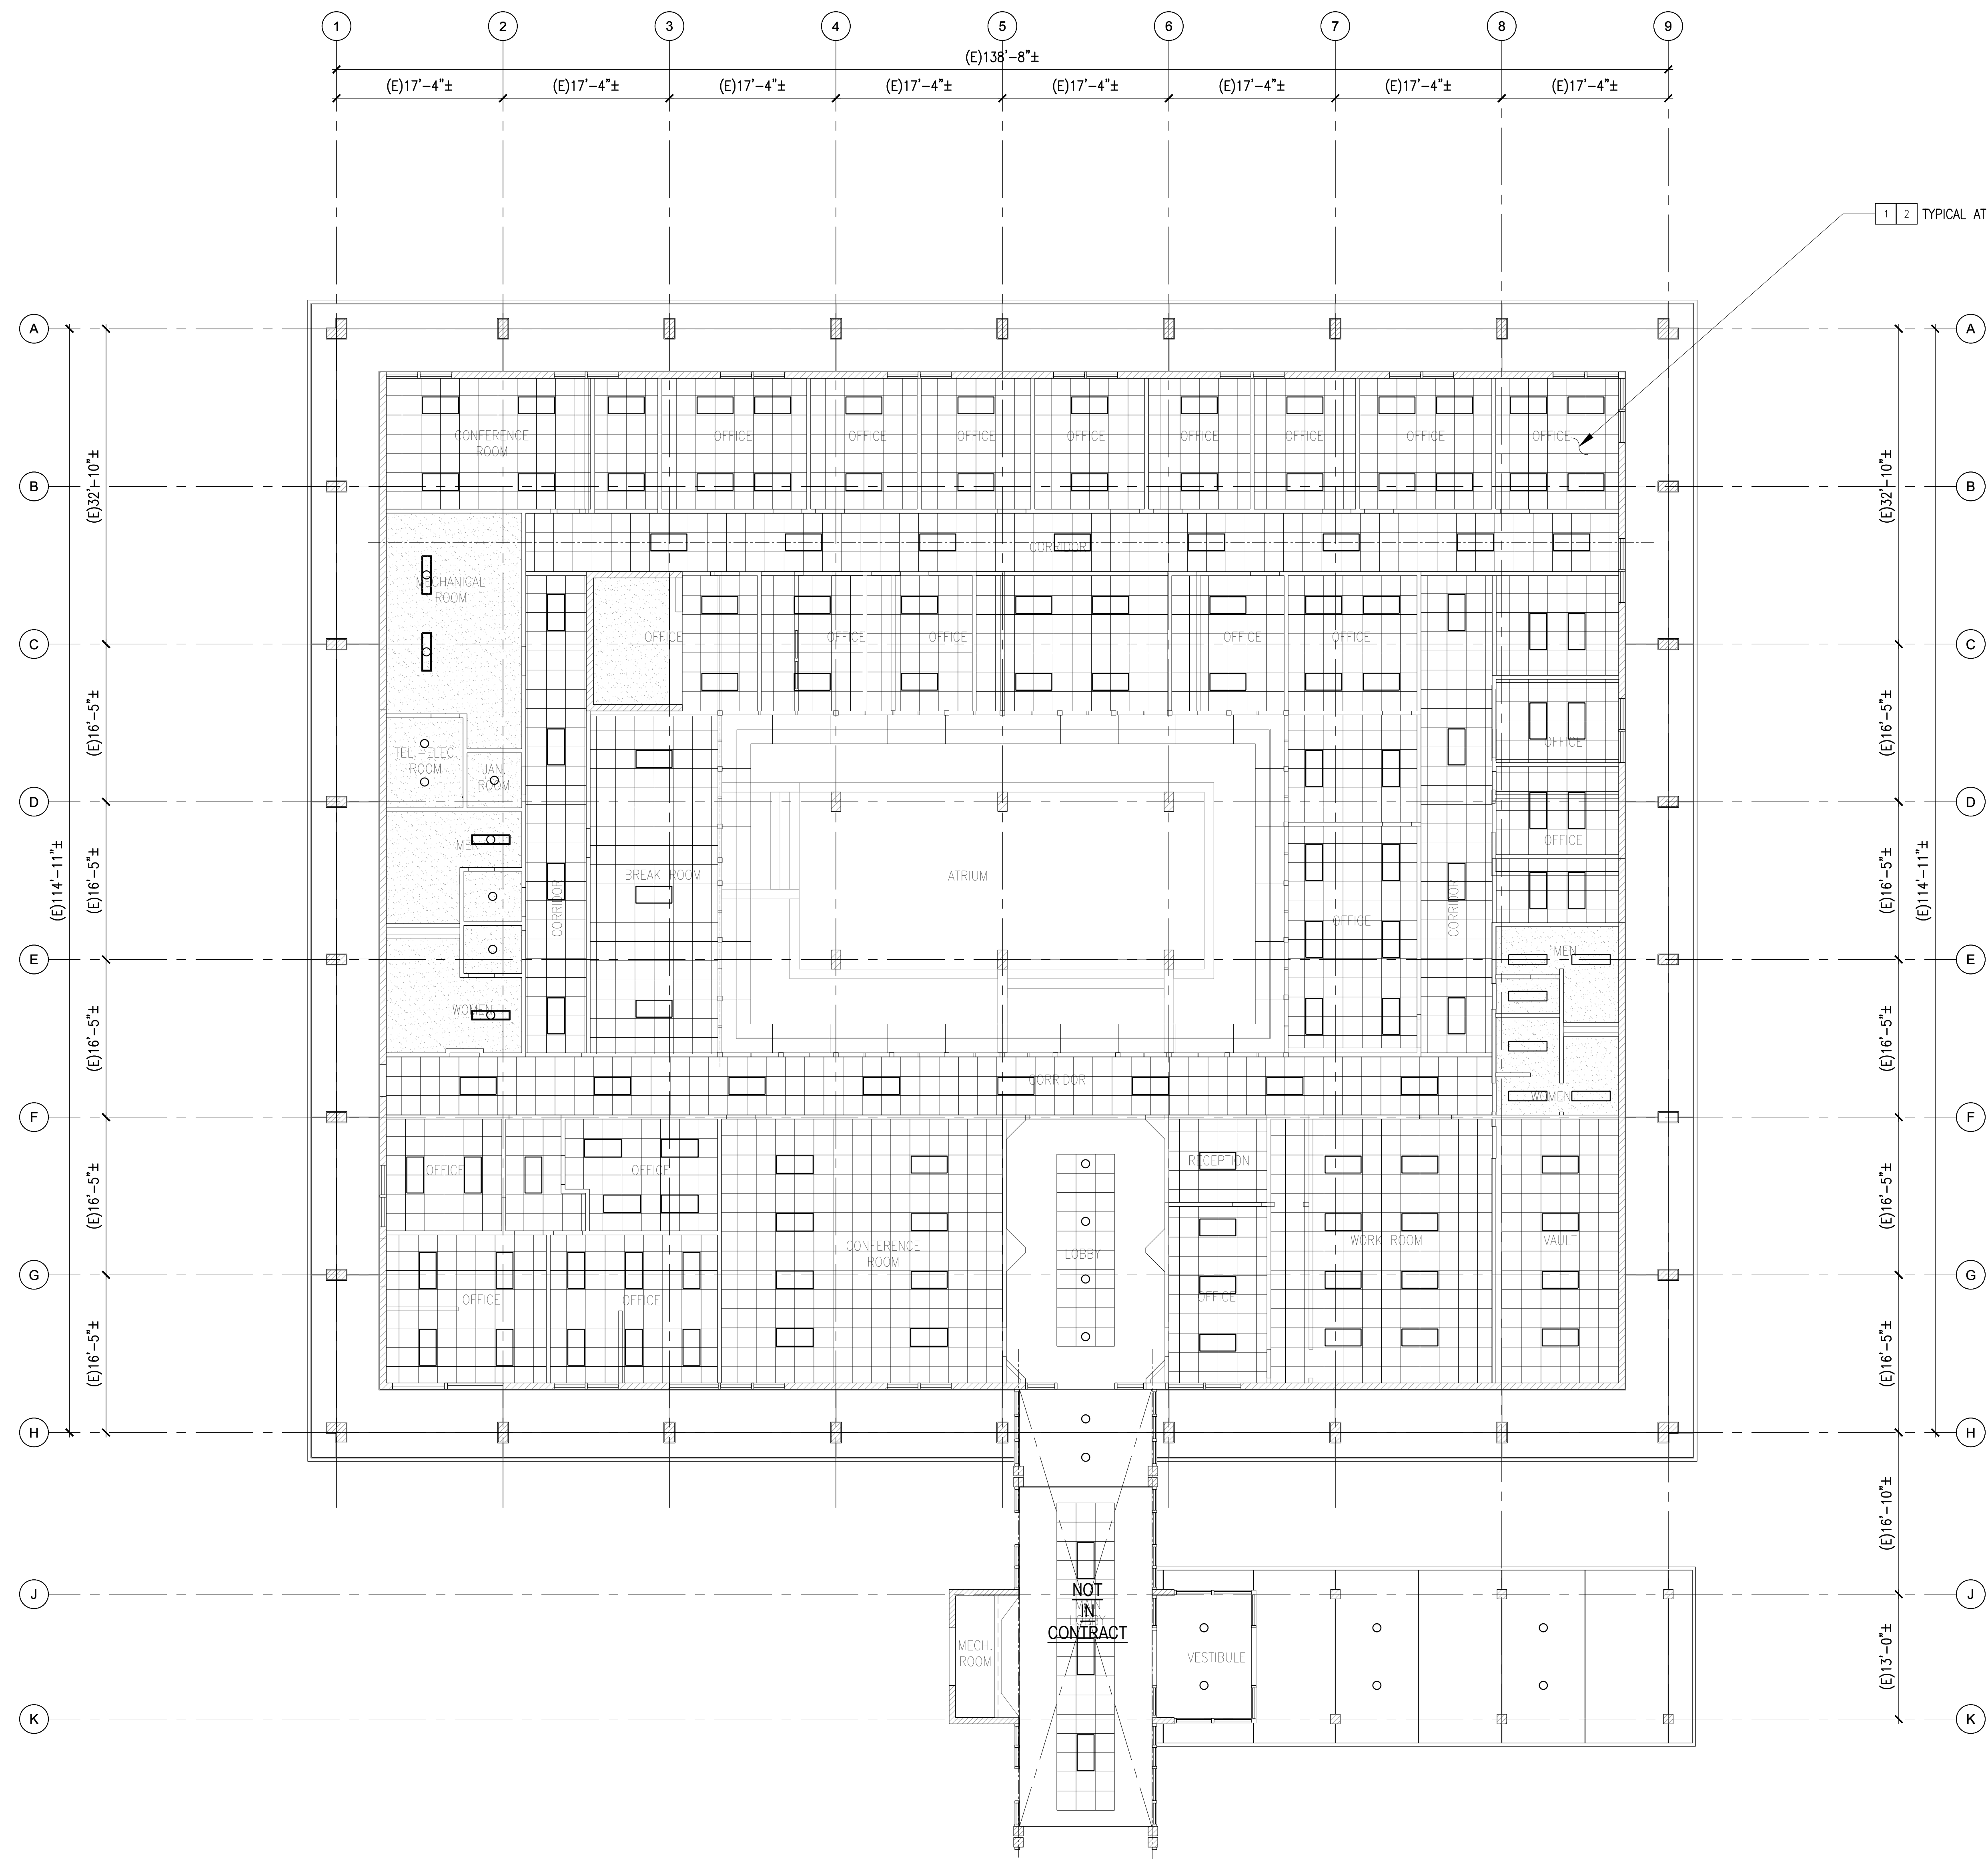 1 2 3 4 5 6 7 8 9
(E)138'-8"±
(E)17'-4"± (E)17'-4"± (E)17'-4"± (E)17'-4"± (E)17'-4"± (E)17'-4"± (E)17'-4"± (E)17'-4"±
1 2 TYPICAL AT
A A
CONFERENCE
ROOM
OFFICE OFFICE OFFICE OFFICE OFFICE OFFICE OFFICE OFFICE
(E)32'-10"± (E)32'-10"±
B B
CORRIDOR
MECHANICAL
ROOM
OFFICE OFFICE OFFICE OFFICE OFFICE
C C
(E)16'-5"± (E)16'-5"±
OFFICE
TEL.-ELEC.
ROOM
JAN.
ROOM
D D
MEN
OFFICE
(E)114'-11"± (E)16'-5"± (E)16'-5"± (E)114'-11"±
CORRIDOR
BREAK ROOM
ATRIUM
OFFICE
CORRIDOR
MEN
E E
WOMEN
(E)16'-5"± (E)16'-5"±
CORRIDOR
WOMEN
F F
OFFICE OFFICE RECEPTION
(E)16'-5"± (E)16'-5"±
CONFERENCE
ROOM
LOBBY
WORK ROOM
VAULT
G G
OFFICE OFFICE OFFICE
(E)16'-5"± (E)16'-5"±
H H
(E)16'-10"±
J J
NOT
IN
CONTRACT
MECH.
ROOM
VESTIBULE
(E)13'-0"±
K K